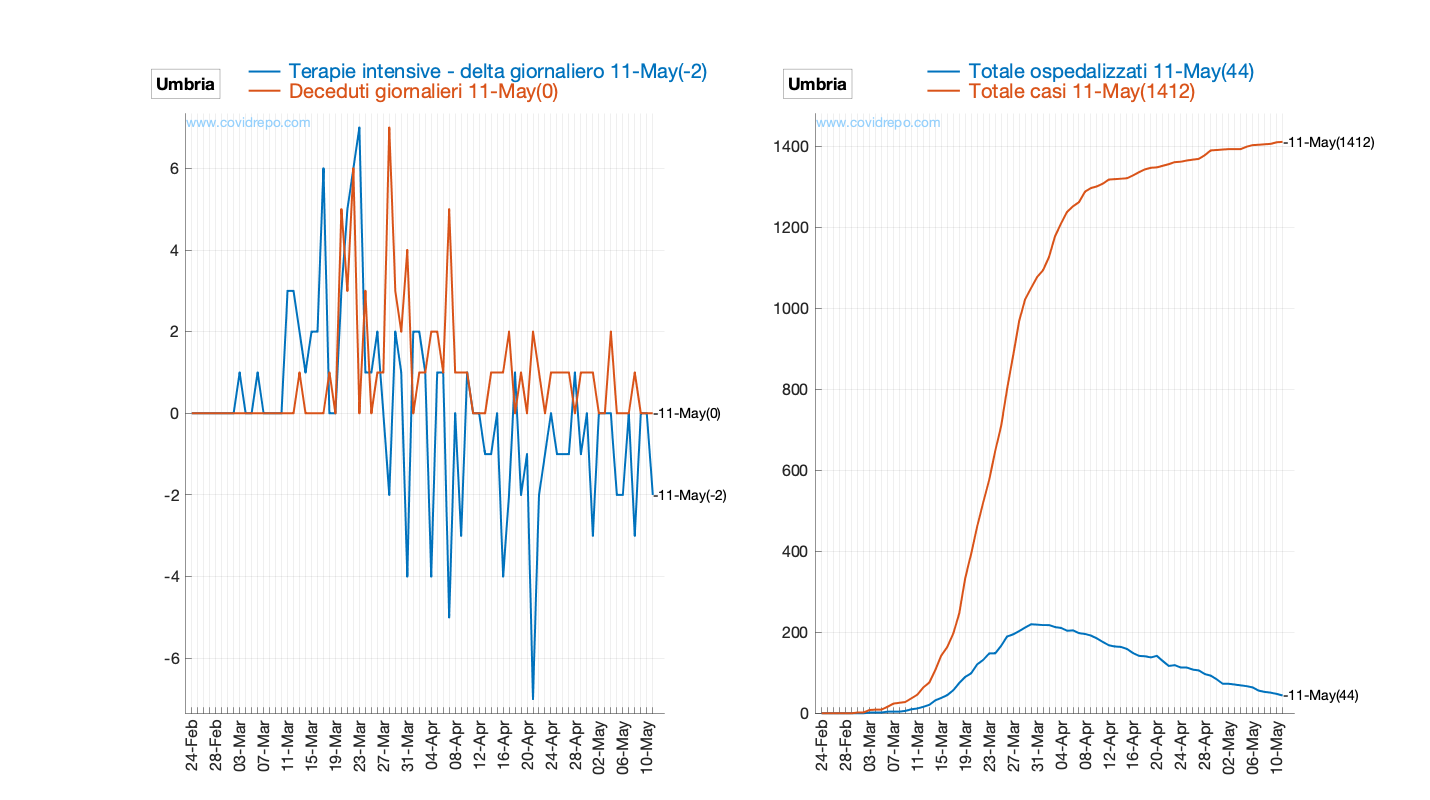 Umbria
Terapie intensive - delta giornaliero 11-May(-2)
Deceduti giornalieri 11-May(0)
www.covidrepo.com
6
4
2
0
-2
-4
-6
-11-May(0)
-11-May(-2)
24-Feb
28-Feb
03-Mar
07-Mar
11-Mar
15-Mar
19-Mar
23-Mar
27-Mar
31-Mar
04-Apr
08-Apr
12-Apr
16-Apr
20-Apr
24-Apr
28-Apr
02-May
06-May
10-May
Umbria
Totale ospedalizzati 11-May(44)
Totale casi 11-May(1412)
www.covidrepo.com
1400
1200
1000
800
600
400
200
0
-11-May(1412)
-11-May(44)
24-Feb
28-Feb
03-Mar
07-Mar
11-Mar
15-Mar
19-Mar
23-Mar
27-Mar
31-Mar
04-Apr
08-Apr
12-Apr
16-Apr
20-Apr
24-Apr
28-Apr
02-May
06-May
10-May